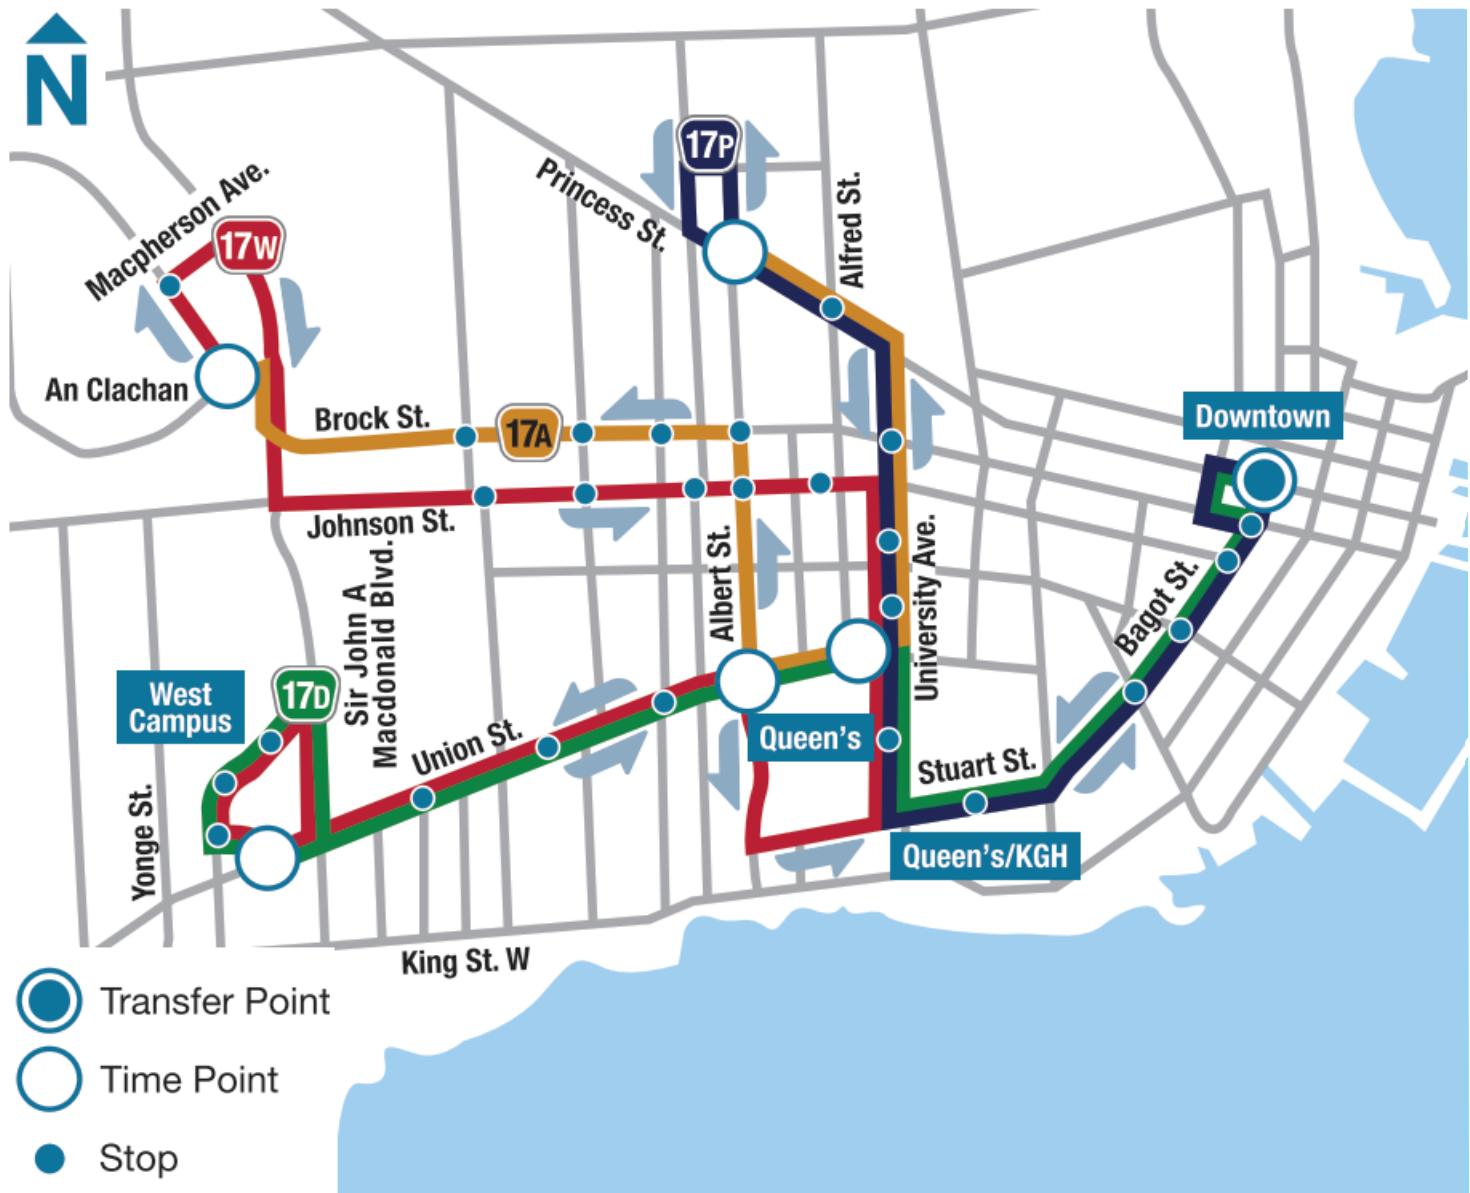 N
Macpherson Ave.
17W
17P
Princess St.
Alfred St.
An Clachan
Brock St.
17A
Downtown
Johnson St.
Sir John A
Macdonald Blvd.
Albert St.
University Ave.
Bagot St.
West
Campus
17D
Union St.
Queen's
Stuart St.
Yonge St.
Queen's/KGH
King St. W
Transfer Point
Time Point
Stop